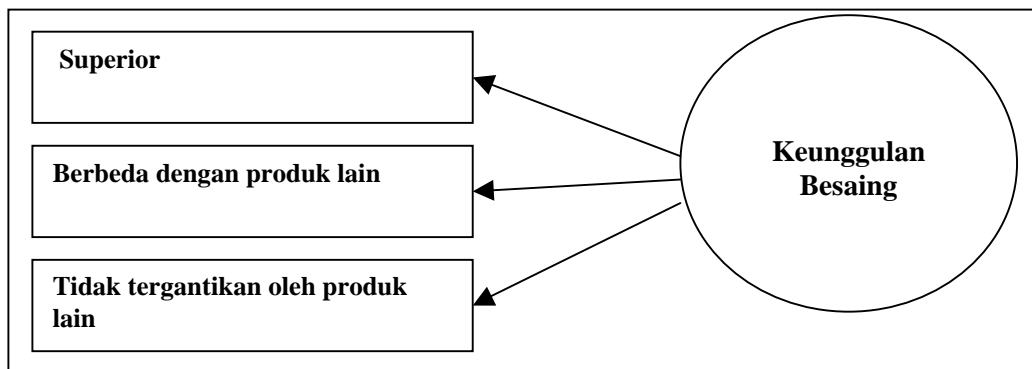 Superior
Berbeda dengan produk lain
Tidak tergantikan oleh produk
lain
Keunggulan
Besaing